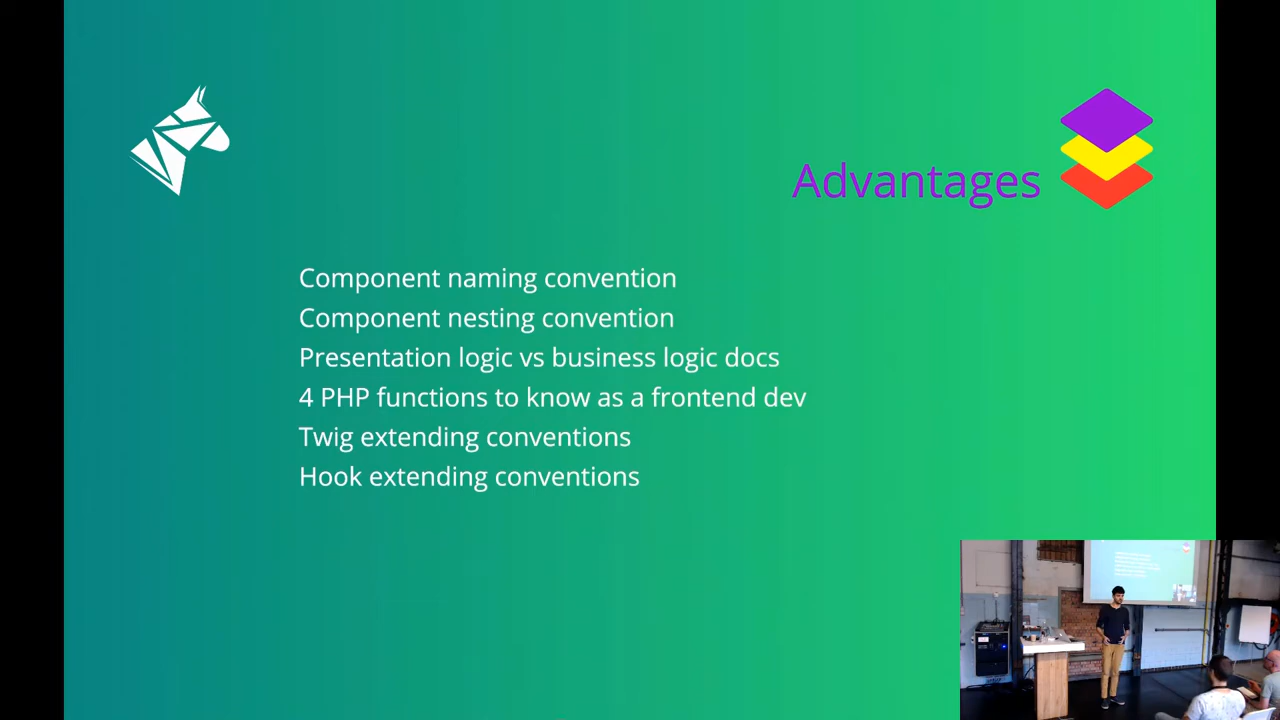 Advantages
Component naming convention
Component nesting convention
Presentation logic vs business logic docs
4 PHP functions to know as a frontend dev
Twig extending conventions
Hook extending conventions